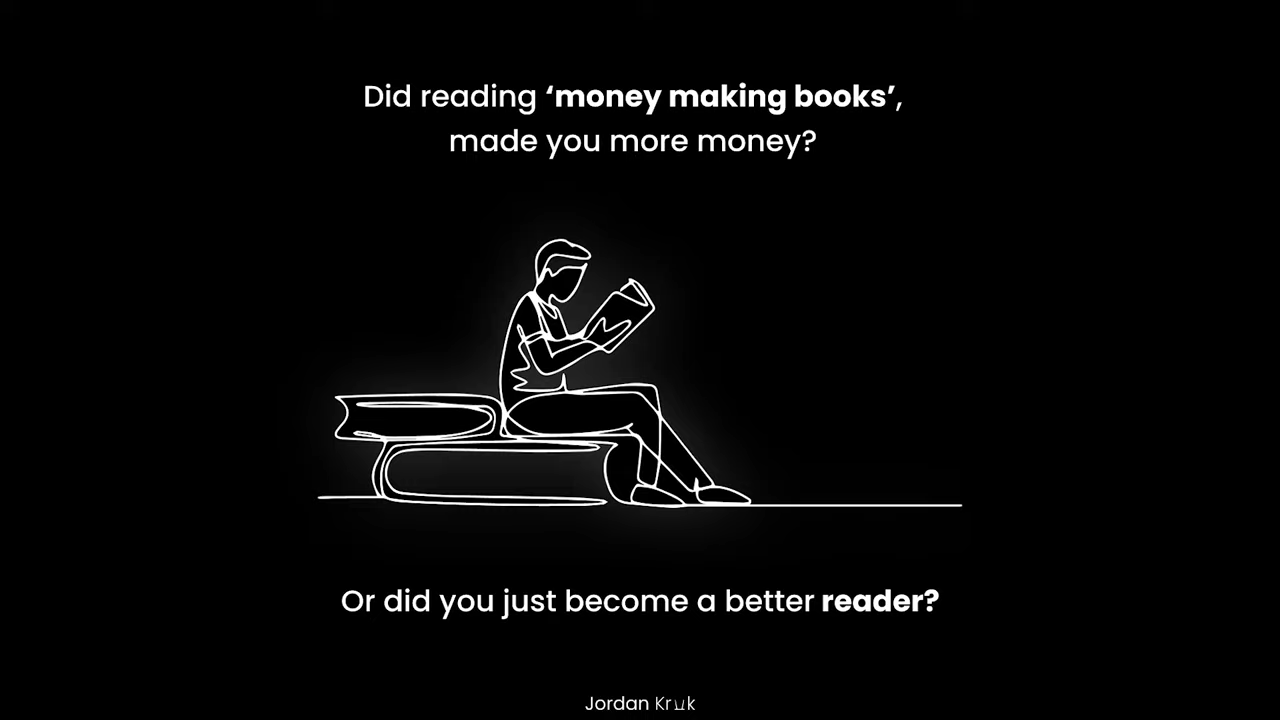 Did reading ‘money making books’,
made you more money?
Or did you just become a better reader?
Jordan Kruk